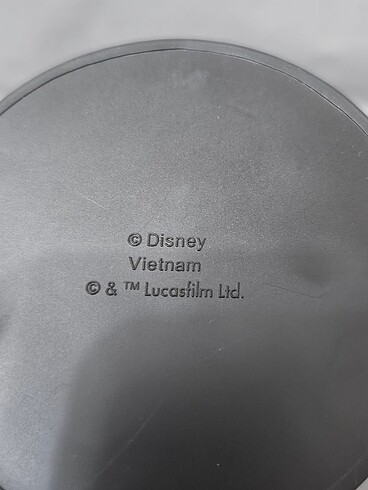 © Disney
Vietnam
© & ™ Lucasfilm Ltd.